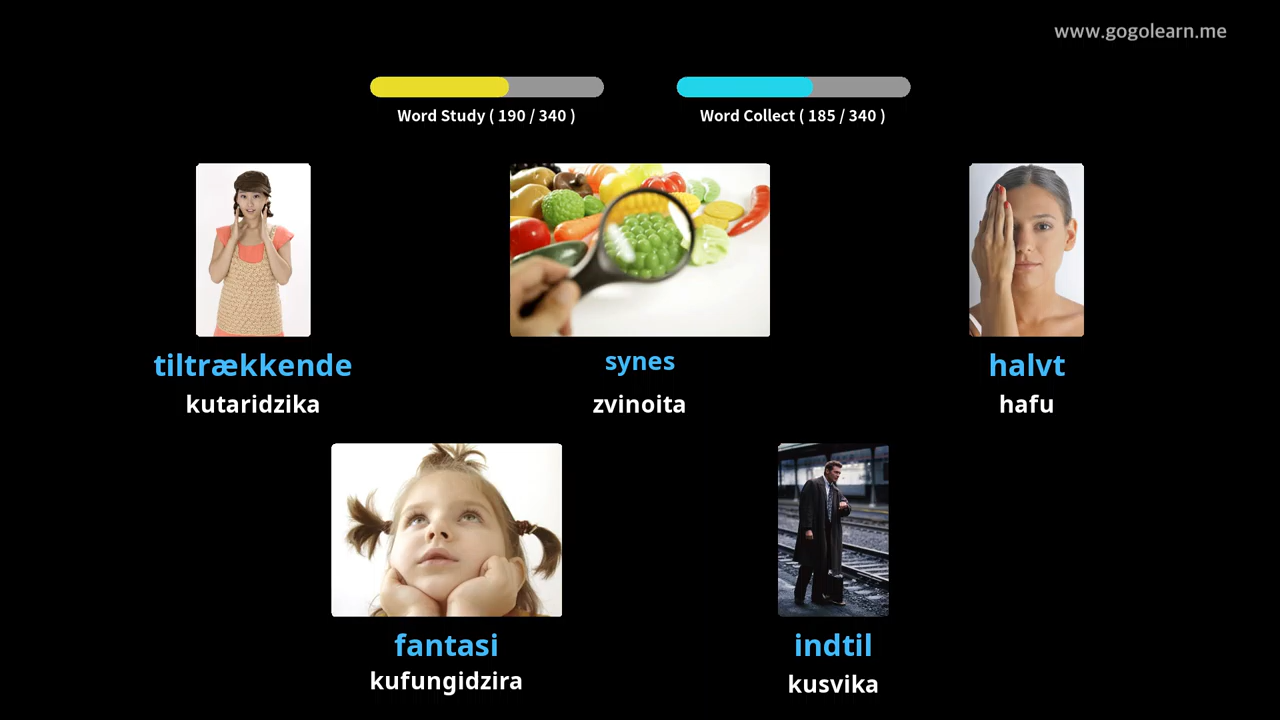 www.gogolearn.me
Word Study ( 190 / 340 )
Word Collect ( 185 / 340 )
tiltrækkende
kutaridzika
synes
zvinoita
halvt
hafu
fantasi
kufungidzira
indtil
kusvika